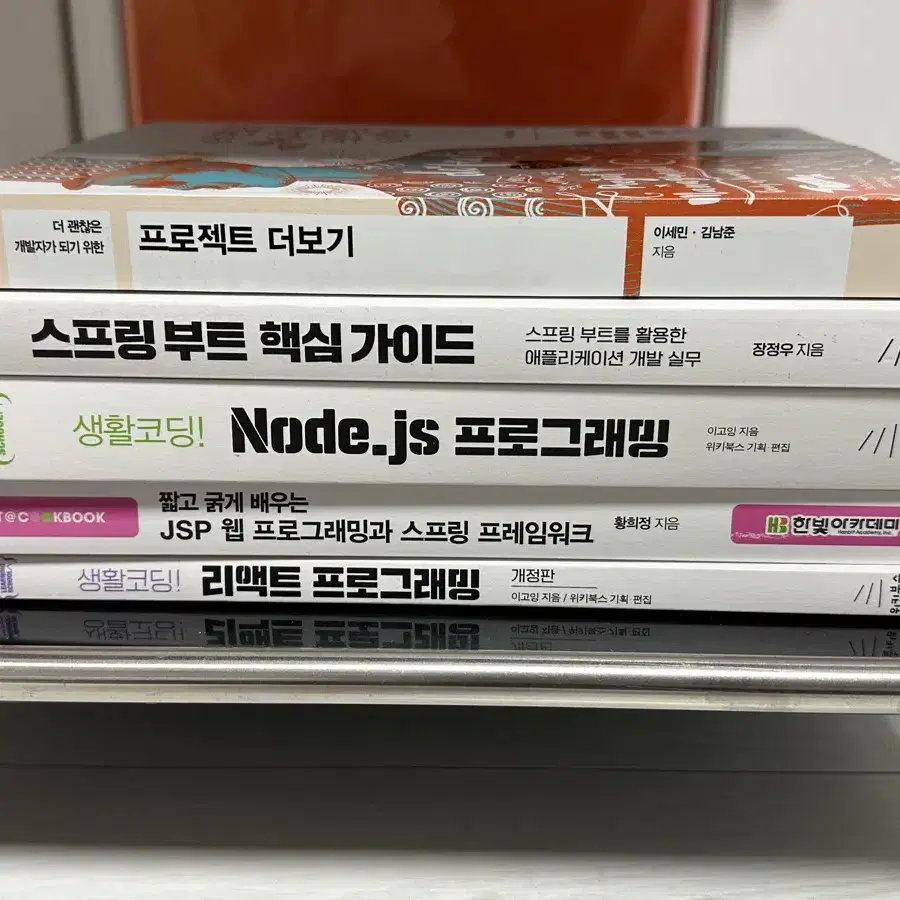 더 괜찮은
개발자가 되기 위한
프로젝트 더보기
이세민 · 김남준
지음
스프링 부트 핵심 가이드
스프링 부트를 활용한
애플리케이션 개발 실무
장정우 지음
생활코딩!
Node.js 프로그래밍
이고잉 지음
위키북스 기획·편집
T@COOKBOOK
짧고 굵게 배우는
JSP 웹 프로그래밍과 스프링 프레임워크
황희정 지음
한빛아카데미
Hanbit Academy, Inc.
생활코딩!
리액트 프로그래밍
개정판
이고잉 지음 / 위키북스 기획·편집